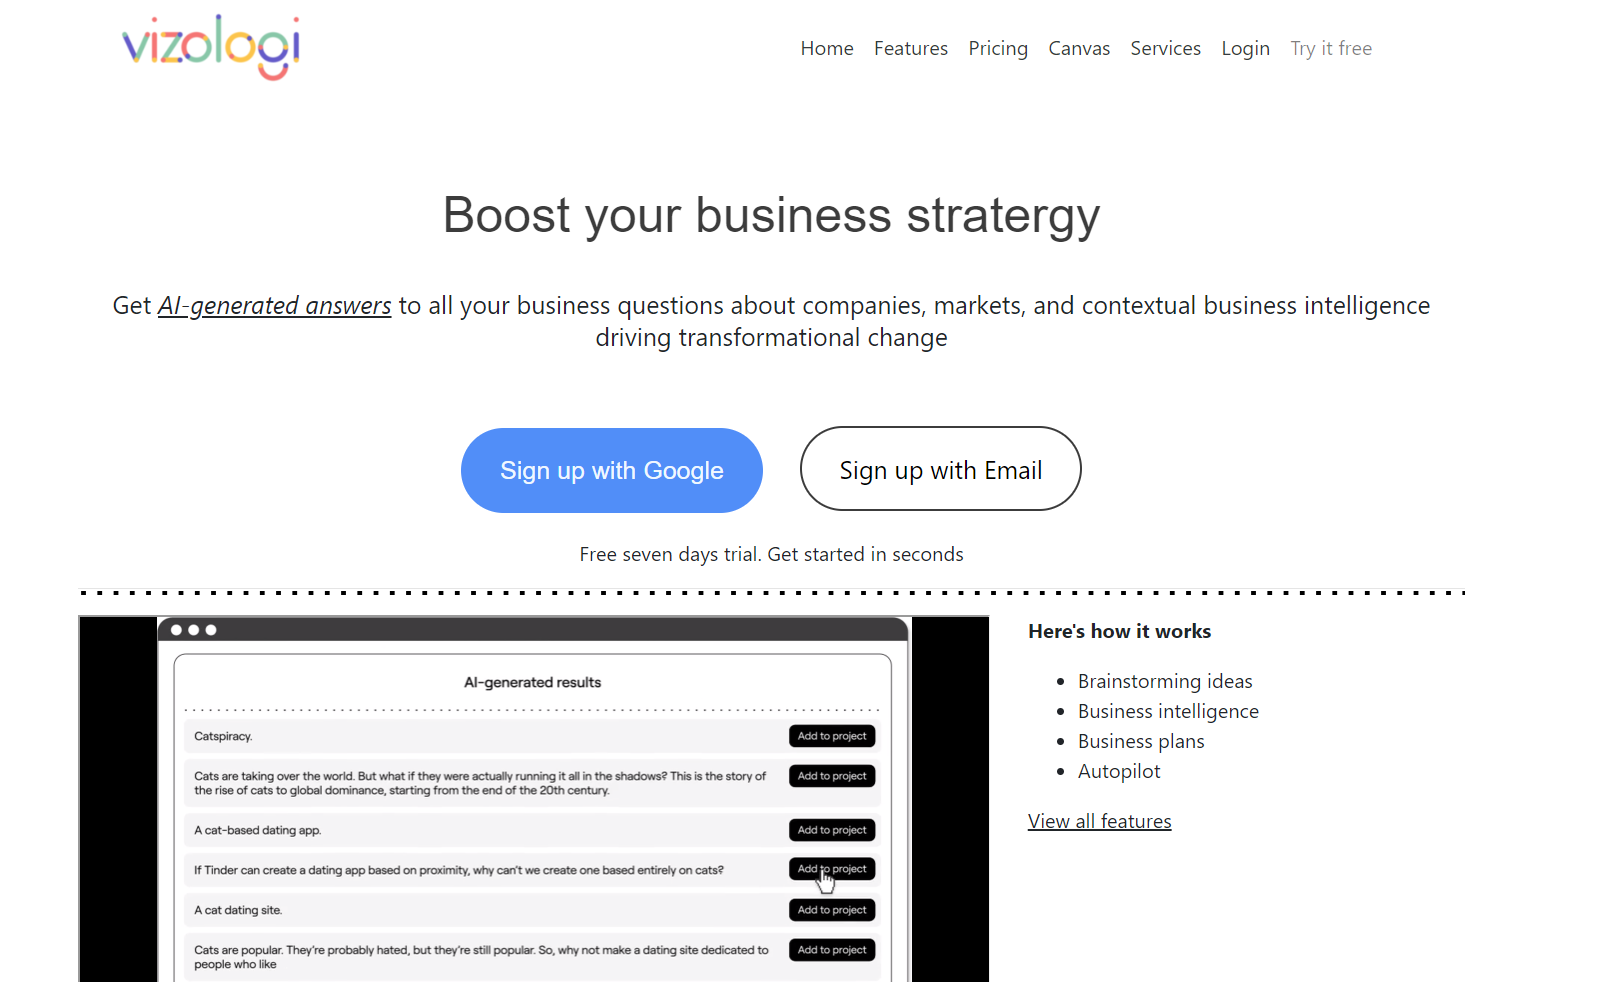 vizologi
Home Features Pricing Canvas Services Login Try it free
Boost your business stratergy
Get AI-generated answers to all your business questions about companies, markets, and contextual business intelligence
driving transformational change
Sign up with Google
Sign up with Email
Free seven days trial. Get started in seconds
AI-generated results
Catspiracy.
Add to project
Cats are taking over the world. But what if they were actually running it all in the shadows? This is the story of
the rise of cats to global dominance, starting from the end of the 20th century.
Add to project
A cat-based dating app.
Add to project
If Tinder can create a dating app based on proximity, why can't we create one based entirely on cats?
Add to project
A cat dating site.
Add to project
Cats are popular. They're probably hated, but they're still popular. So, why not make a dating site dedicated to
people who like
Add to project
Here's how it works
Brainstorming ideas
Business intelligence
Business plans
Autopilot
View all features